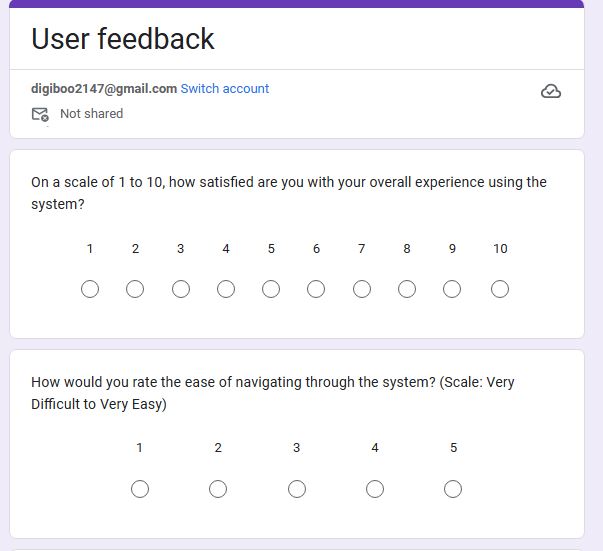 User feedback
digiboo2147@gmail.com Switch account
Not shared
On a scale of 1 to 10, how satisfied are you with your overall experience using the
system?
1 2 3 4 5 6 7 8 9 10
How would you rate the ease of navigating through the system? (Scale: Very
Difficult to Very Easy)
1 2 3 4 5